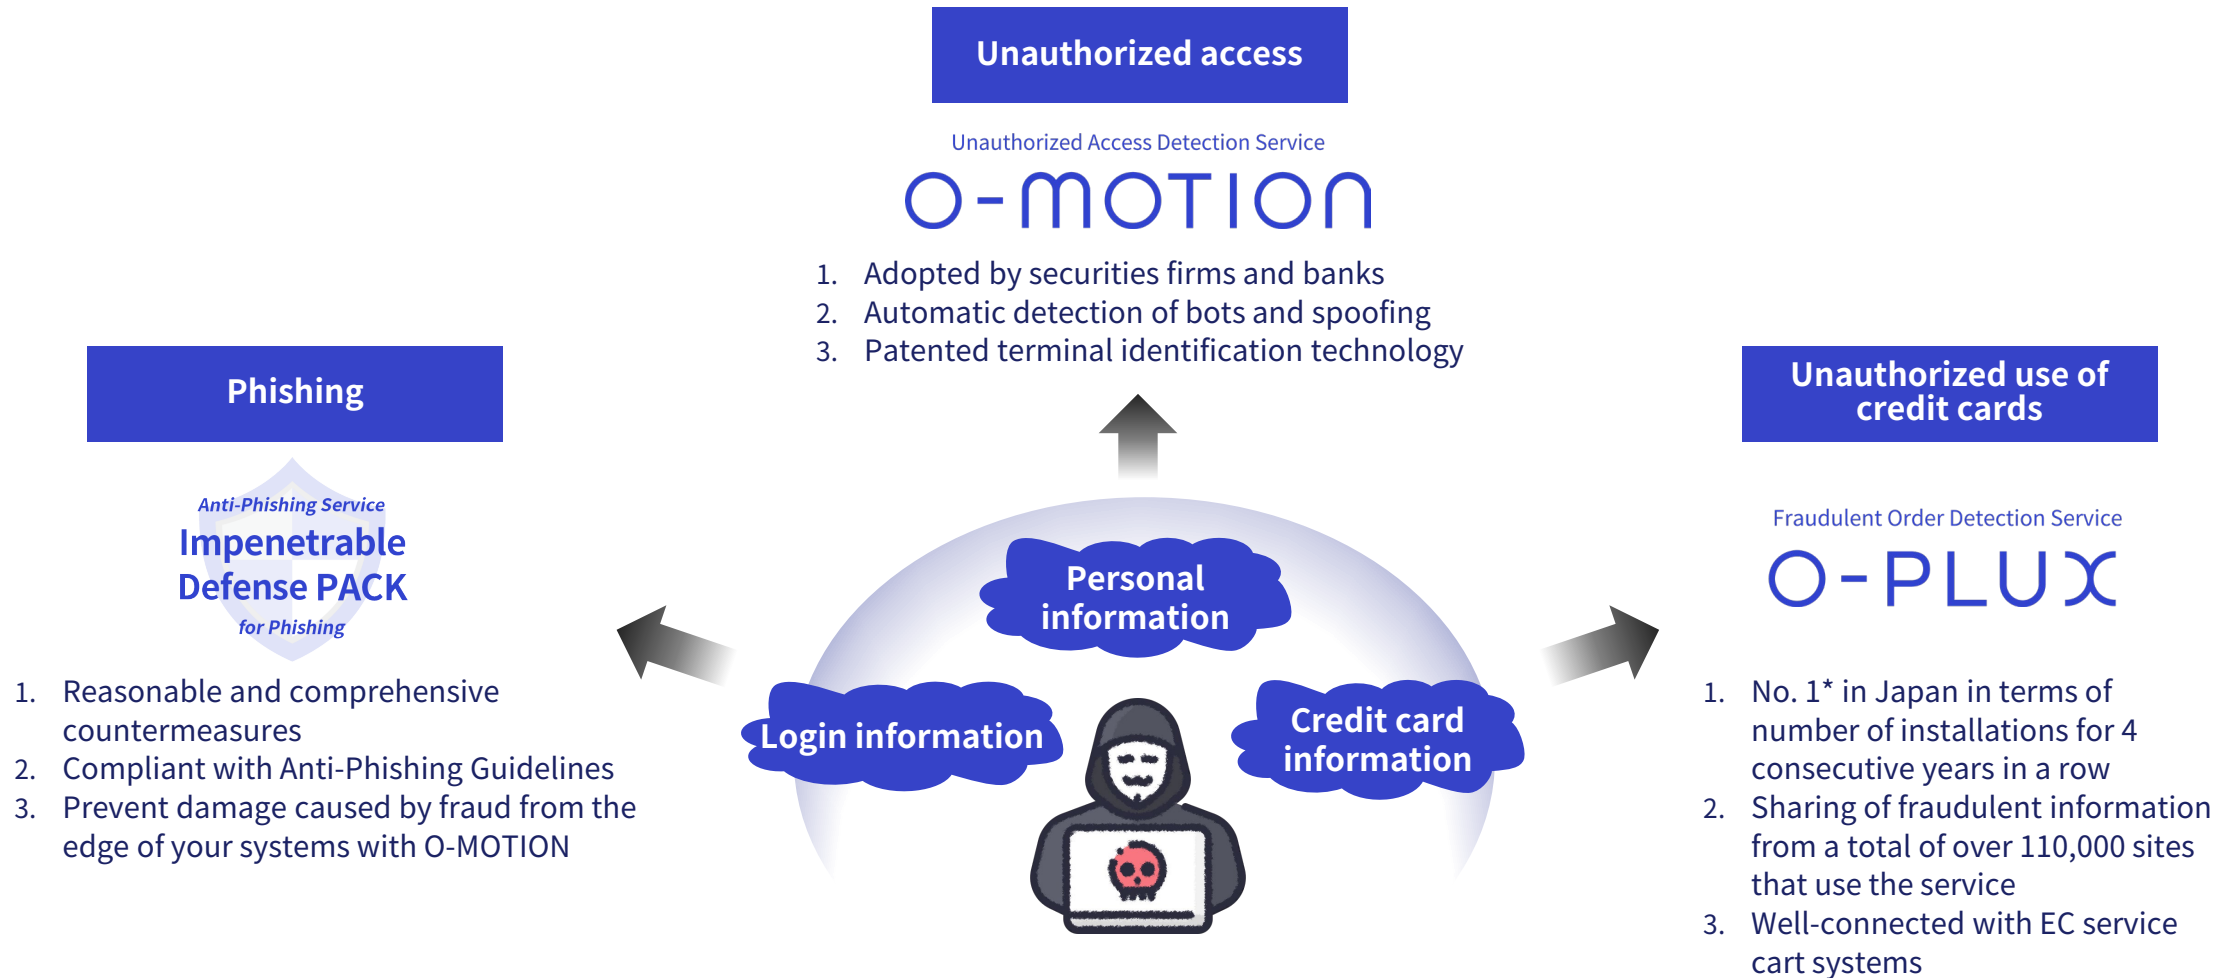 Unauthorized access
Unauthorized Access Detection Service
O-MOTION
1. Adopted by securities firms and banks
2. Automatic detection of bots and spoofing
3. Patented terminal identification technology
Phishing
Anti-Phishing Service
Impenetrable
Defense PACK
for Phishing
1. Reasonable and comprehensive
countermeasures
2. Compliant with Anti-Phishing Guidelines
3. Prevent damage caused by fraud from the
edge of your systems with O-MOTION
Personal
information
Login information
Credit card
information
Unauthorized use of
credit cards
Fraudulent Order Detection Service
O-PLUX
1. No. 1* in Japan in terms of
number of installations for 4
consecutive years in a row
2. Sharing of fraudulent information
from a total of over 110,000 sites
that use the service
3. Well-connected with EC service
cart systems